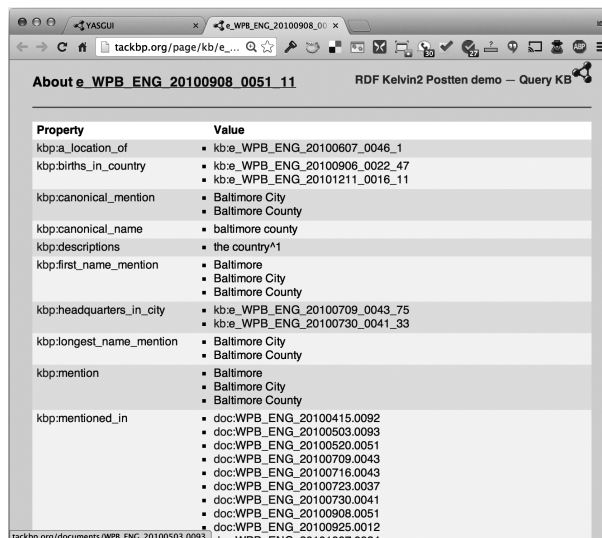 YASGUI
e_WPB_ENG_20100908_00
tackbp.org/page/kb/e_...
30
27
ABP
About e_WPB_ENG_20100908_0051_11
RDF Kelvin2 Postten demo — Query KB
Property Value
kbp:a_location_of kb:e_WPB_ENG_20100607_0046_1
kbp:births_in_country kb:e_WPB_ENG_20100906_0022_47
kb:e_WPB_ENG_20101211_0016_11
kbp:canonical_mention Baltimore City
Baltimore County
kbp:canonical_name baltimore county
kbp:descriptions the country^1
kbp:first_name_mention Baltimore
Baltimore City
Baltimore County
kbp:headquarters_in_city kb:e_WPB_ENG_20100709_0043_75
kb:e_WPB_ENG_20100730_0041_33
kbp:longest_name_mention Baltimore City
Baltimore County
kbp:mention Baltimore
Baltimore City
Baltimore County
kbp:mentioned_in doc:WPB_ENG_20100415.0092
doc:WPB_ENG_20100503.0093
doc:WPB_ENG_20100520.0051
doc:WPB_ENG_20100709.0043
doc:WPB_ENG_20100716.0043
doc:WPB_ENG_20100723.0037
doc:WPB_ENG_20100730.0041
doc:WPB_ENG_20100908.0051
doc:WPB_ENG_20100925.0012
tackbp.org/documents/WPB_ENG_20100503.0093